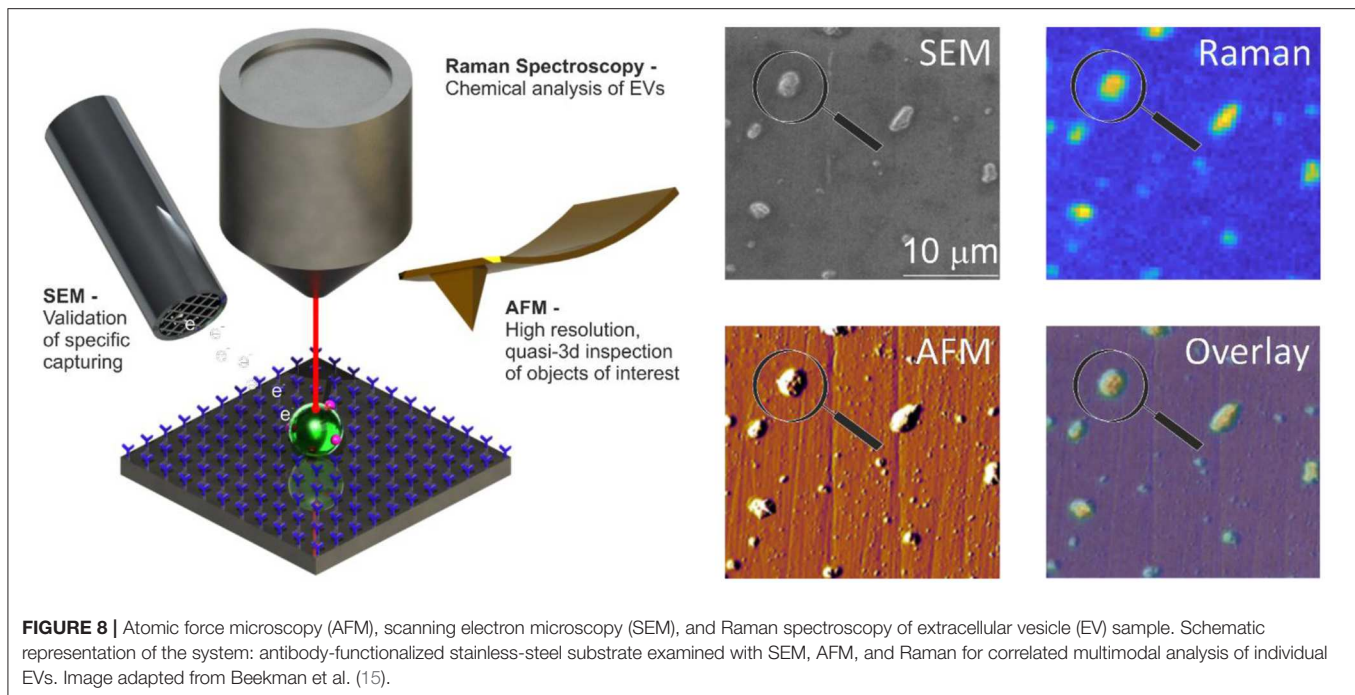 Raman Spectroscopy -
Chemical analysis of EVs
SEM -
Validation
of specific
capturing
AFM -
High resolution,
quasi-3d inspection
of objects of interest
e⁻
e⁻
e⁻
e⁻
e⁻
e
SEM
10 μm
Raman
AFM
Overlay
FIGURE 8 | Atomic force microscopy (AFM), scanning electron microscopy (SEM), and Raman spectroscopy of extracellular vesicle (EV) sample. Schematic
representation of the system: antibody-functionalized stainless-steel substrate examined with SEM, AFM, and Raman for correlated multimodal analysis of individual
EVs. Image adapted from Beekman et al. (15).